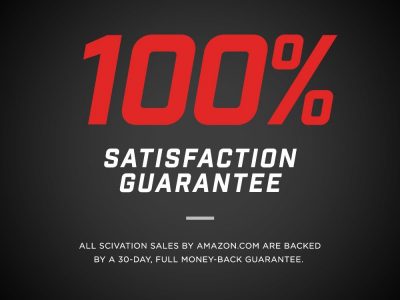 100%
SATISFACTION
GUARANTEE
ALL SCIVATION SALES BY AMAZON.COM ARE BACKED
BY A 30-DAY, FULL MONEY-BACK GUARANTEE.